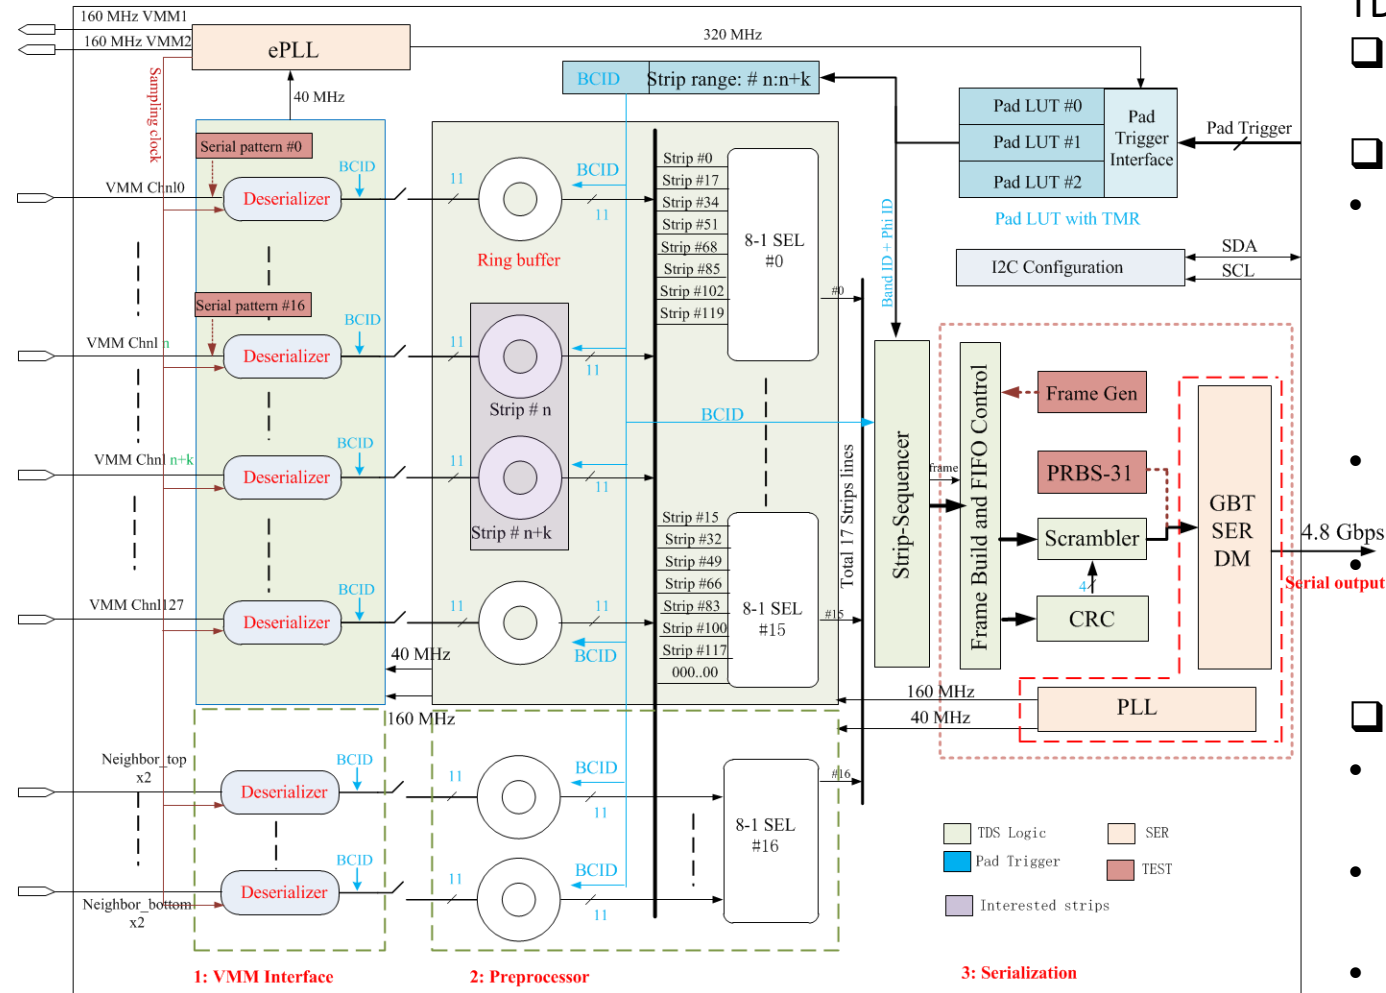 160 MHz VMM1
160 MHz VMM2
ePLL
320 MHz
Sampling clock
40 MHz
BCID
Strip range: # n:n+k
Pad LUT #0
Pad LUT #1
Pad LUT #2
Pad
Trigger
Interface
Pad Trigger
Pad LUT with TMR
I2C Configuration
SDA
SCL
Serial pattern #0
BCID
VMM Chnl0
Deserializer
11
BCID
11
Ring buffer
Strip #0
Strip #17
Strip #34
Strip #51
Strip #68
Strip #85
Strip #102
Strip #119
8-1 SEL
#0
#0
Band ID + Phi ID
Serial pattern #16
BCID
VMM Chnl n
Deserializer
11
11
Strip # n
BCID
VMM Chnl n+k
BCID
Deserializer
11
11
Strip # n+k
Strip #15
Strip #32
Strip #49
Strip #66
Strip #83
Strip #100
Strip #117
000..00
8-1 SEL
#15
#15
Total 17 Strips lines
VMM Chnl127
BCID
Deserializer
11
11
BCID
40 MHz
160 MHz
Strip-Sequencer
frame
Frame Build and FIFO Control
Frame Gen
PRBS-31
Scrambler
4
CRC
GBT
SER
DM
4.8 Gbps
Serial output
PLL
160 MHz
40 MHz
Neighbor_top
x2
BCID
Deserializer
11
BCID
11
8-1 SEL
#16
#16
Neighbor_bottom
x2
BCID
Deserializer
11
BCID
11
TDS Logic
SER
Pad Trigger
TEST
Interested strips
1: VMM Interface
2: Preprocessor
3: Serialization